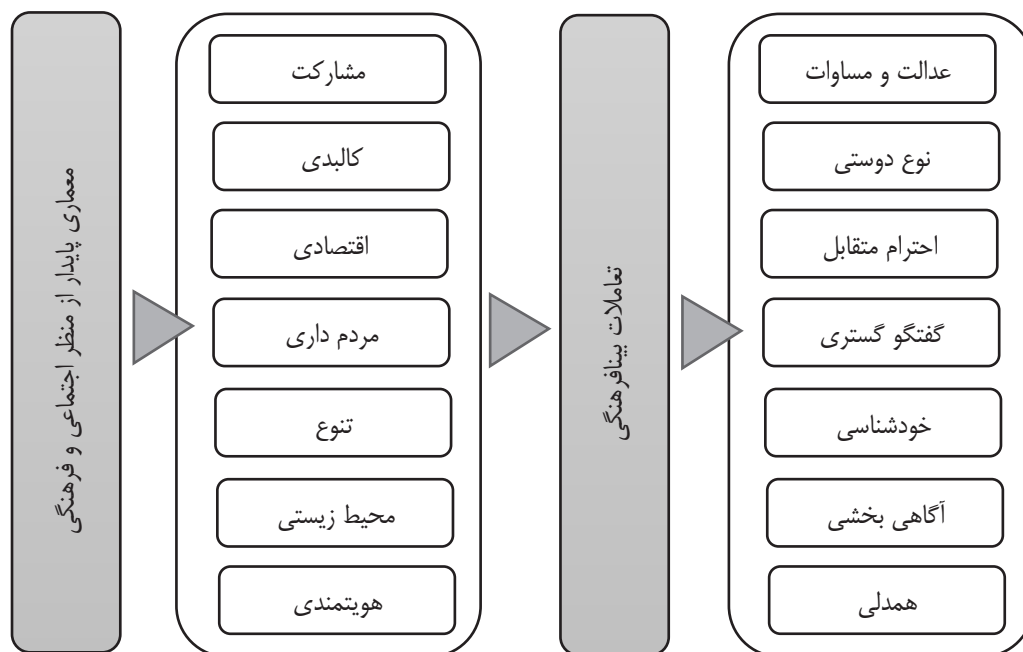 معماری پایدار از منظر اجتماعی و فرهنگی
مشارکت
کالبدی
اقتصادی
مردم داری
تنوع
محیط زیستی
هویتمندی
تعاملات بینافرهنگی
عدالت و مساوات
نوع دوستی
احترام متقابل
گفتگو گستری
خودشناسی
آگاهی بخشی
همدلی